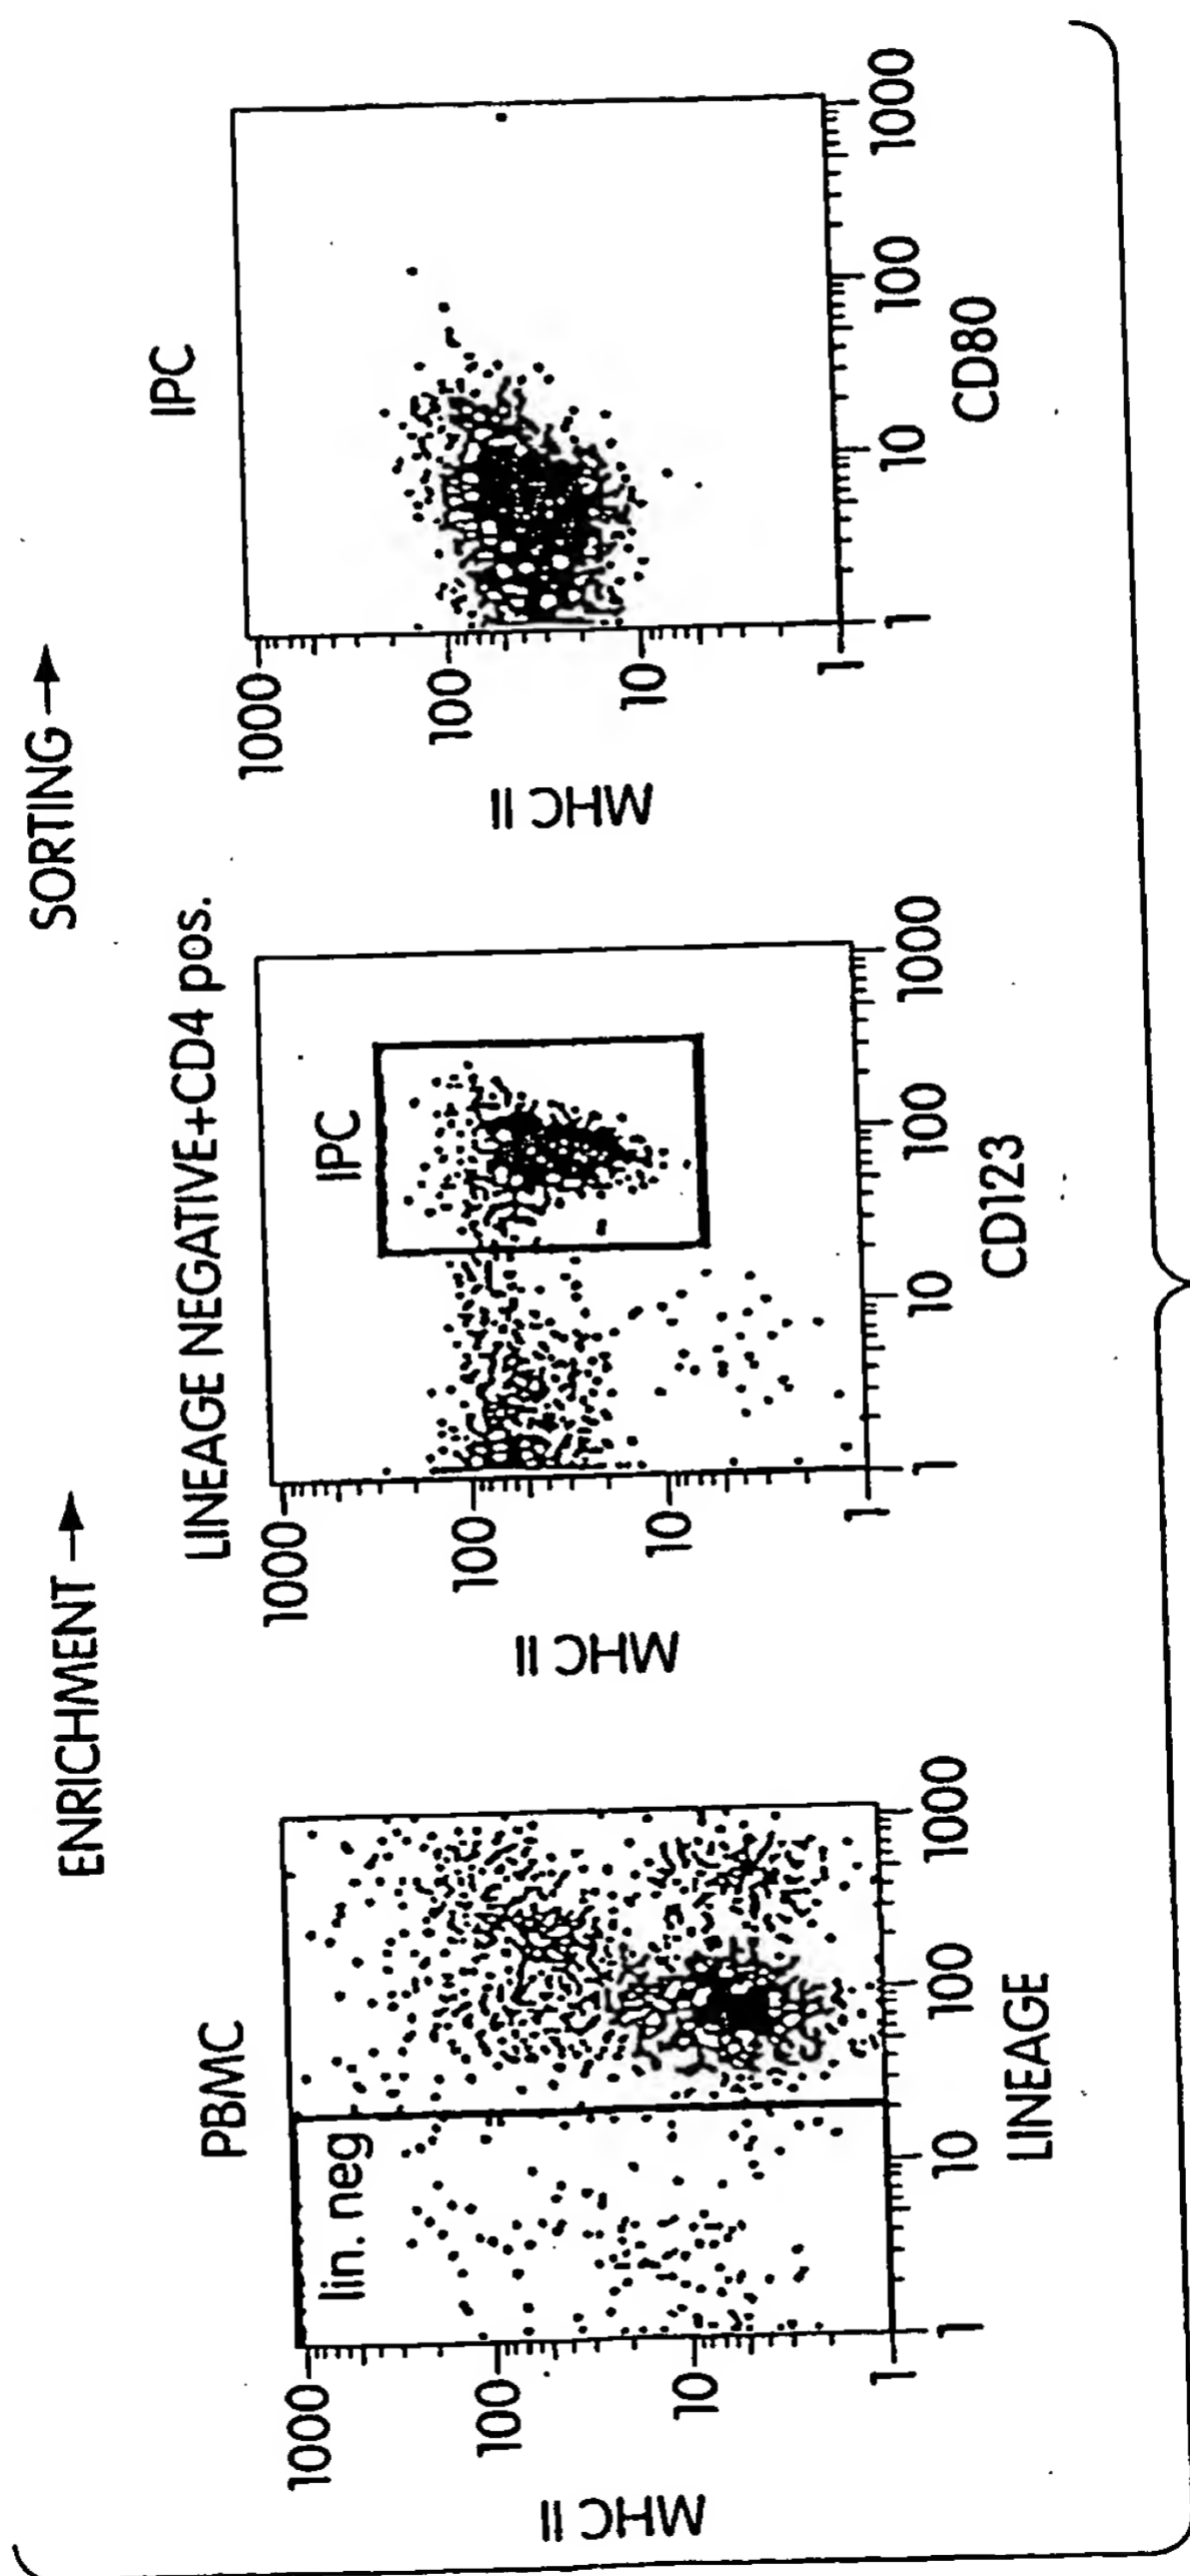 ENRICHMENT → SORTING →
PBMC
lin. neg
MHC II
1000
100
10
1
1 10 100 1000
LINEAGE
LINEAGE NEGATIVE+CD4 pos.
IPC
MHC II
1000
100
10
1
1 10 100 1000
CD123
IPC
MHC II
1000
100
10
1
1 10 100 1000
CD80